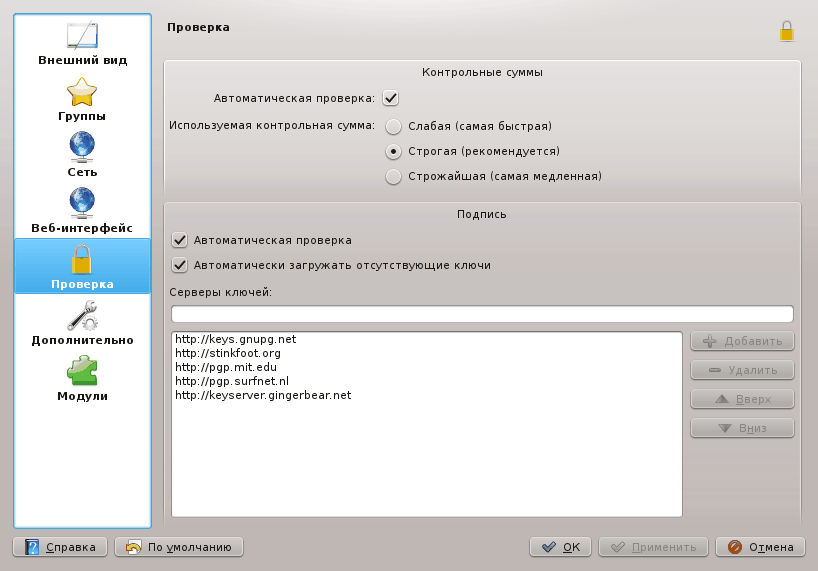 Внешний вид
Группы
Сеть
Веб-интерфейс
Проверка
Дополнительно
Модули
Проверка
Контрольные суммы
Автоматическая проверка:
Используемая контрольная сумма:
Слабая (самая быстрая)
Строгая (рекомендуется)
Строжайшая (самая медленная)
Подпись
Автоматическая проверка
Автоматически загружать отсутствующие ключи
Серверы ключей:
http://keys.gnupg.net
http://stinkfoot.org
http://pgp.mit.edu
http://pgp.surfnet.nl
http://keyserver.gingerbear.net
Добавить
Удалить
Вверх
Вниз
Справка
По умолчанию
OK
Применить
Отмена